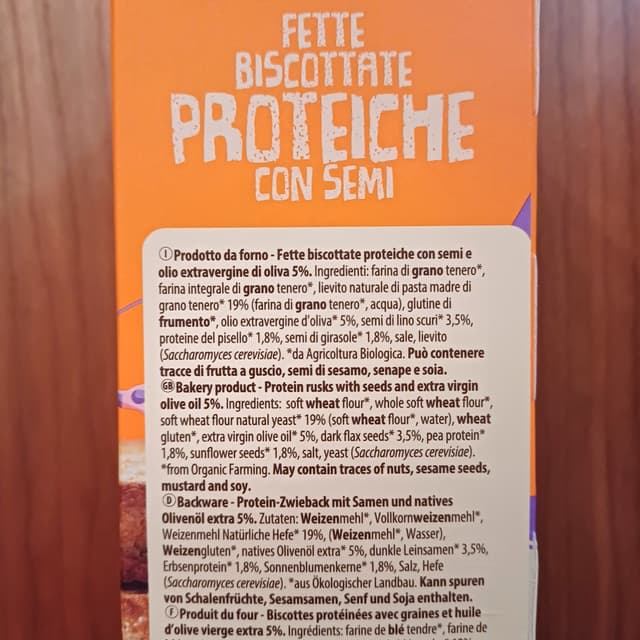 FETTE
BISCOTTATE
PROTEICHE
CON SEMI
I Prodotto da forno - Fette biscottate proteiche con semi e
olio extravergine di oliva 5%. Ingredienti: farina di grano tenero*,
farina integrale di grano tenero*, lievito naturale di pasta madre di
grano tenero* 19% (farina di grano tenero*, acqua), glutine di
frumento*, olio extravergine d'oliva* 5%, semi di lino scuri* 3,5%,
proteine del pisello* 1,8%, semi di girasole* 1,8%, sale, lievito
(Saccharomyces cerevisiae). *da Agricoltura Biologica. Può contenere
tracce di frutta a guscio, semi di sesamo, senape e soia.
GB Bakery product - Protein rusks with seeds and extra virgin
olive oil 5%. Ingredients: soft wheat flour*, whole soft wheat flour*,
soft wheat flour natural yeast* 19% (soft wheat flour*, water), wheat
gluten*, extra virgin olive oil* 5%, dark flax seeds* 3,5%, pea protein*
1,8%, sunflower seeds* 1,8%, salt, yeast (Saccharomyces cerevisiae).
*from Organic Farming. May contain traces of nuts, sesame seeds,
mustard and soy.
D Backware - Protein-Zwieback mit Samen und natives
Olivenöl extra 5%. Zutaten: Weizenmehl*, Vollkornweizenmehl*,
Weizenmehl Natürliche Hefe* 19%, (Weizenmehl*, Wasser),
Weizengluten*, natives Olivenöl extra* 5%, dunkle Leinsamen* 3,5%,
Erbsenprotein* 1,8%, Sonnenblumenkerne* 1,8%, Salz, Hefe
(Saccharomyces cerevisiae). *aus Ökologischer Landbau. Kann spuren
von Schalenfrüchte, Sesamsamen, Senf und Soja enthalten.
F Produit du four - Biscottes protéinées avec graines et huile
d'olive vierge extra 5%. Ingrédients: farine de blé tendre*, farine de